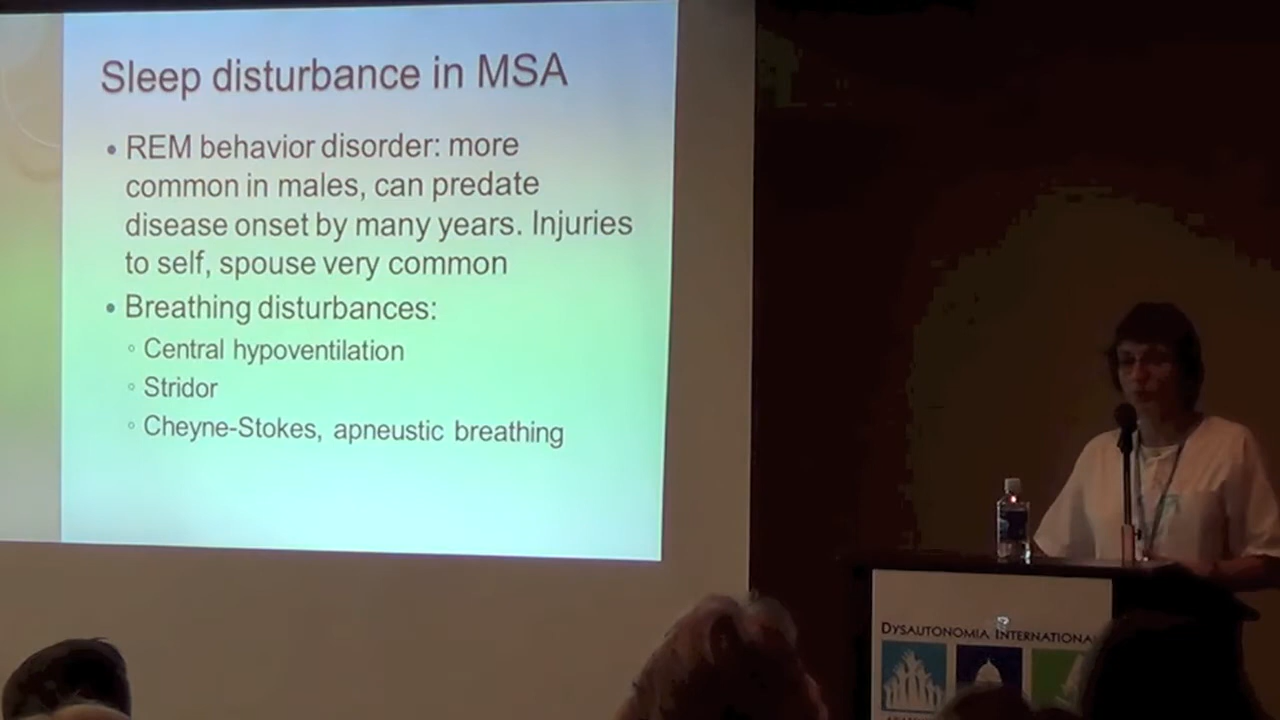 Sleep disturbance in MSA
• REM behavior disorder: more
common in males, can predate
disease onset by many years. Injuries
to self, spouse very common
• Breathing disturbances:
◦ Central hypoventilation
◦ Stridor
◦ Cheyne-Stokes, apneustic breathing
DYSAUTONOMIA INTERNATIONAL